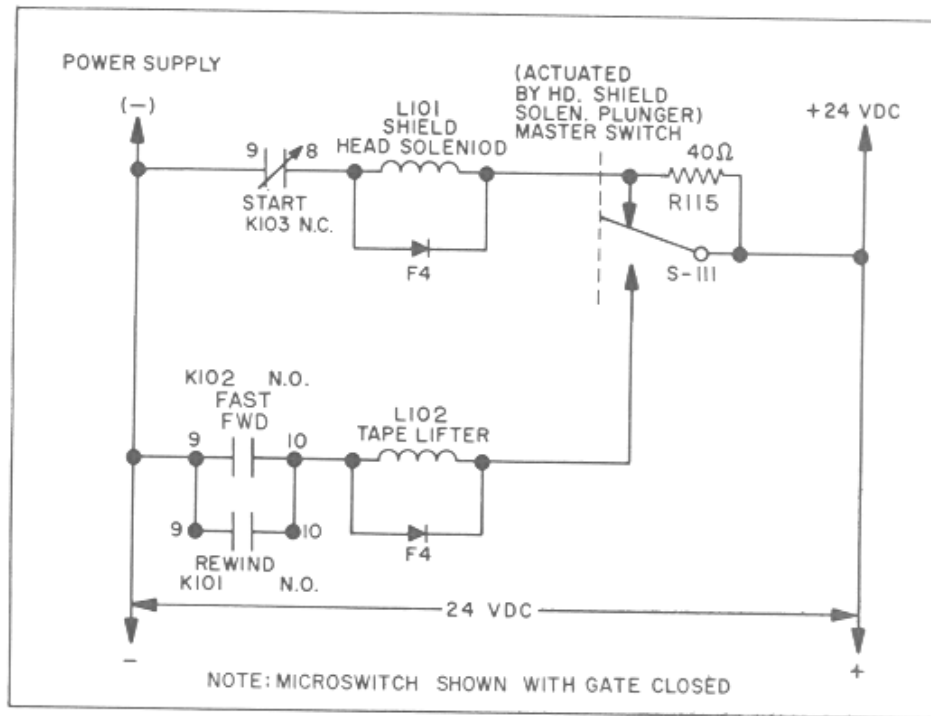 POWER SUPPLY
(-)
9
8
START
K103 N.C.
L101
SHIELD
HEAD SOLENIOD
F4
(ACTUATED
BY HD. SHIELD
SOLEN. PLUNGER)
MASTER SWITCH
40Ω
R115
S-111
+24 VDC
K102 N.O.
FAST
FWD
9
10
9
10
REWIND
K101 N.O.
L102
TAPE LIFTER
F4
24 VDC
-
+
NOTE: MICROSWITCH SHOWN WITH GATE CLOSED